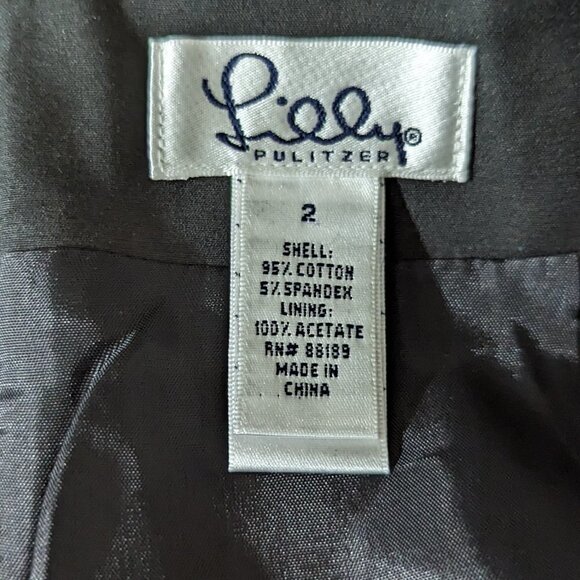 Lilly®
PULITZER
2
SHELL:
95% COTTON
5% SPANDEX
LINING:
100% ACETATE
RN# 88189
MADE IN
CHINA